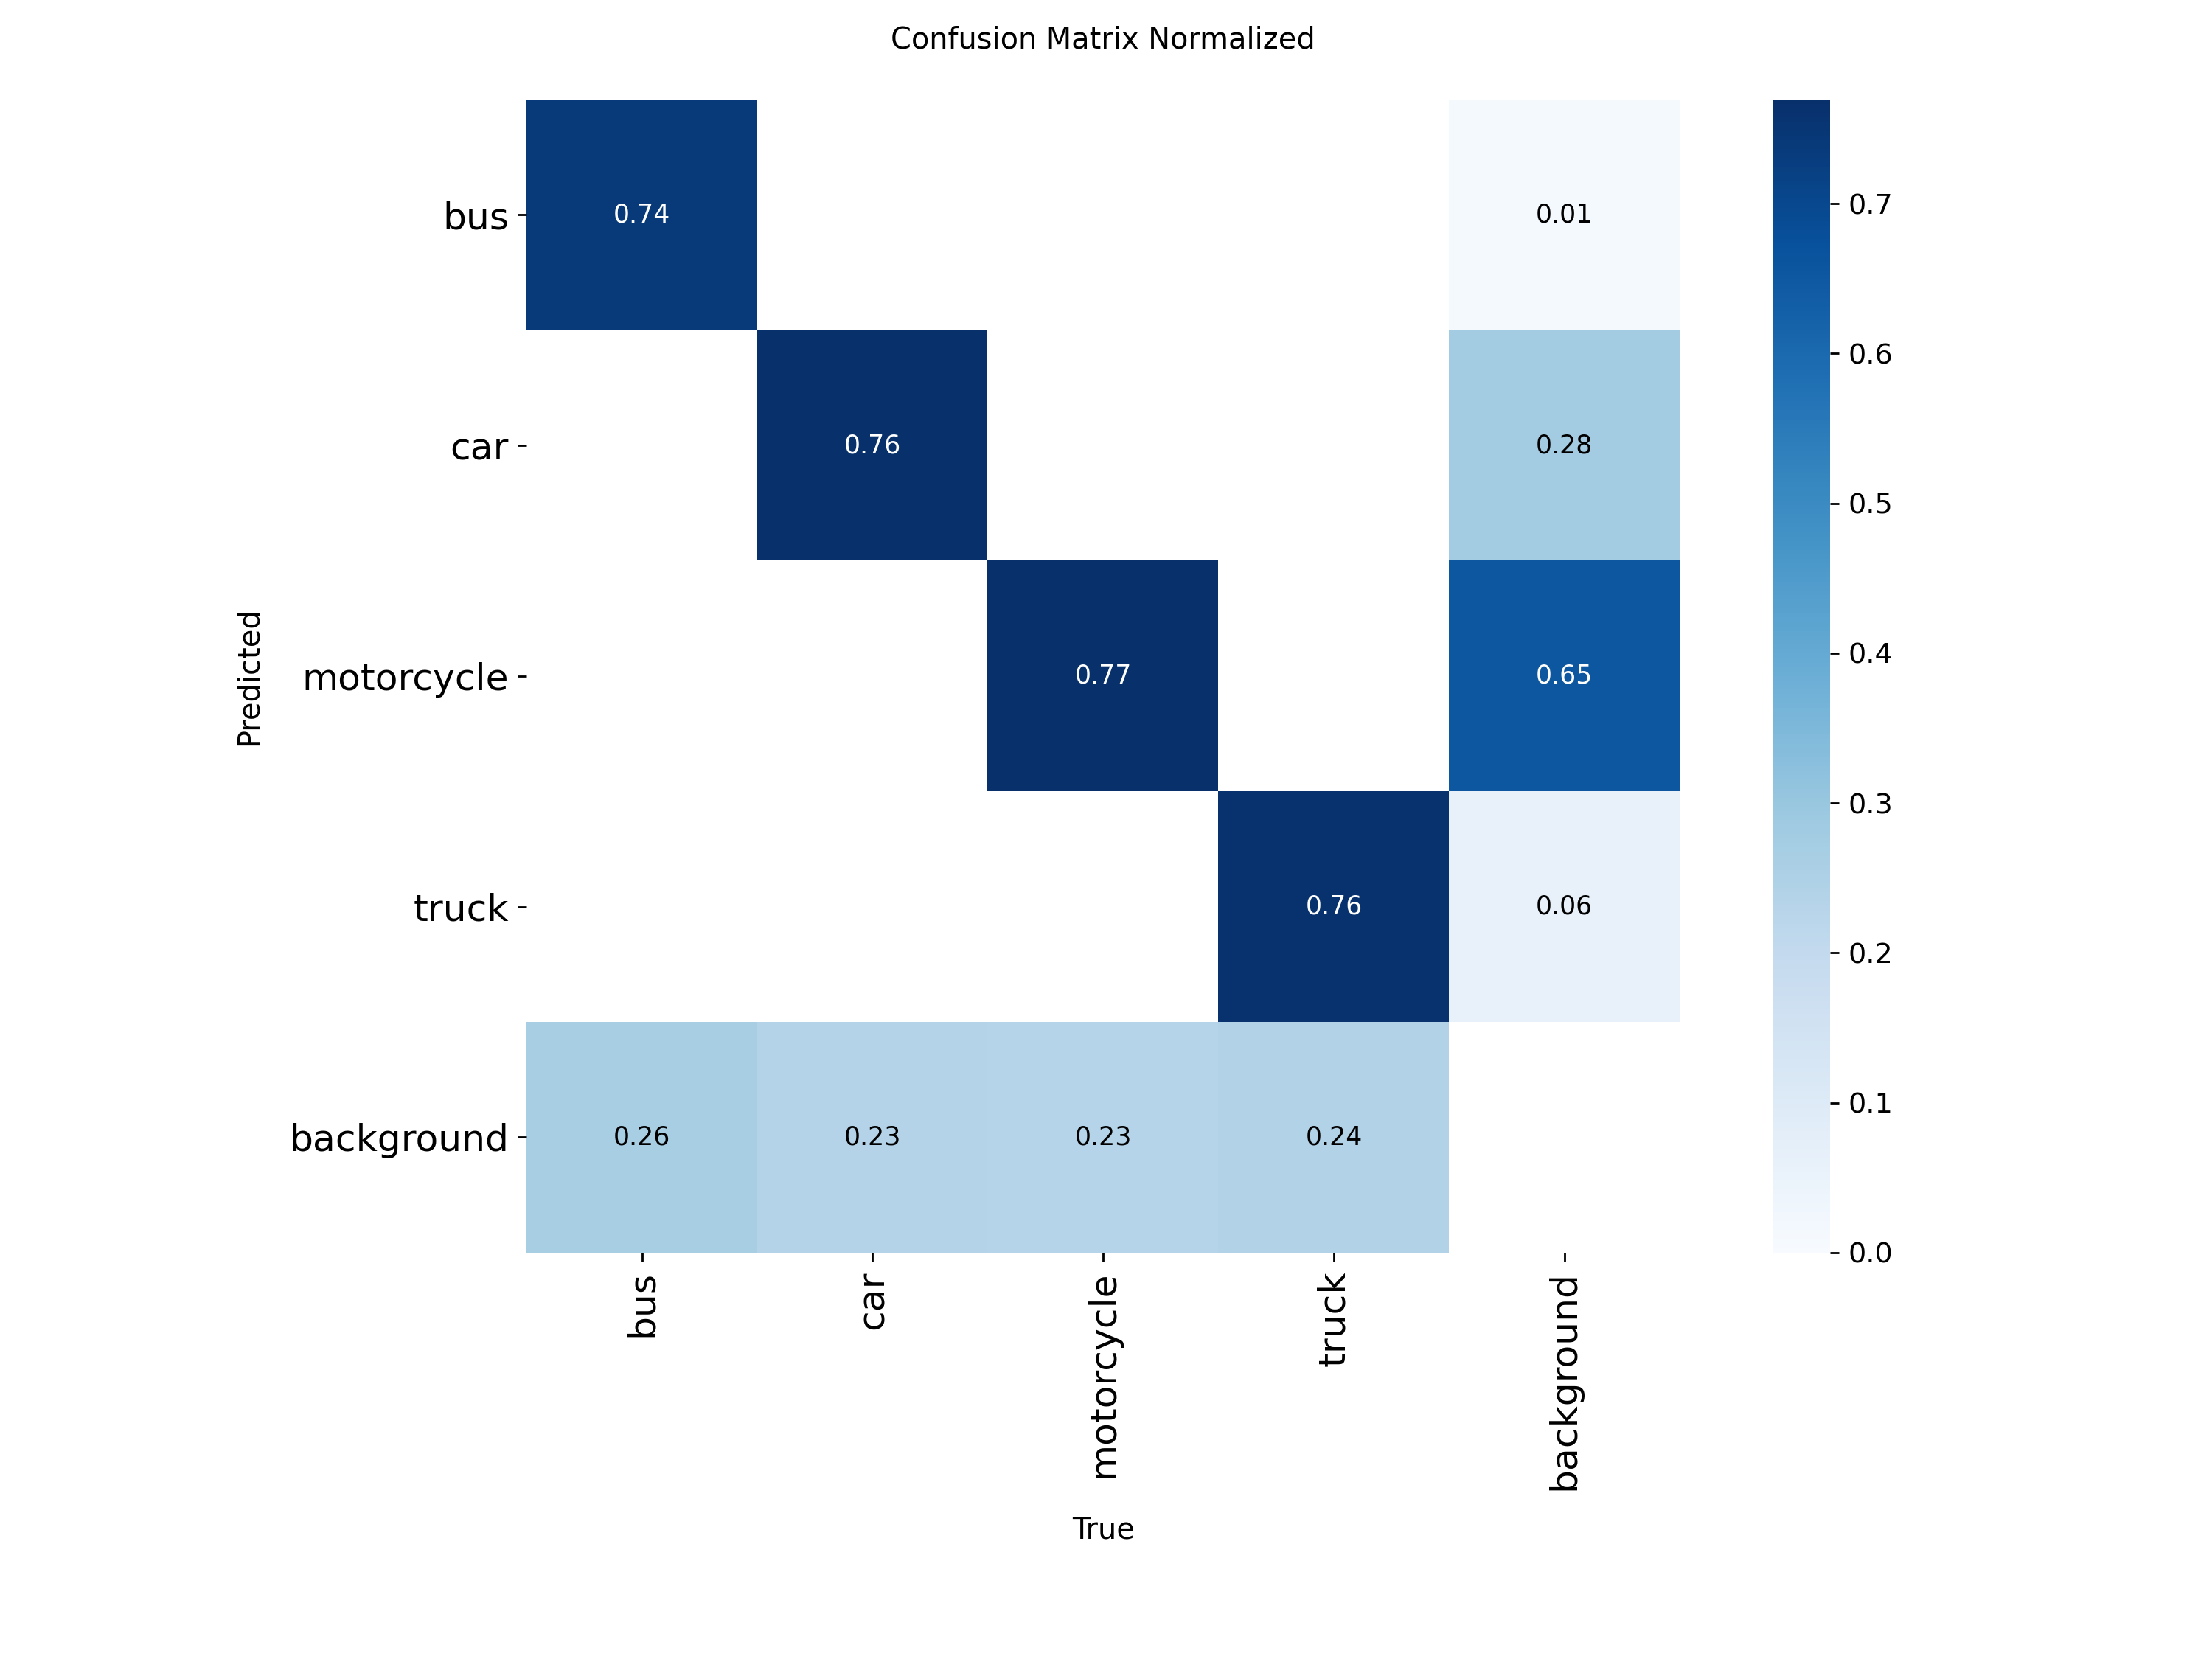 Confusion Matrix Normalized
bus
0.74
0.01
0.7
car
0.76
0.28
0.6
0.5
Predicted
motorcycle
0.77
0.65
0.4
0.3
truck
0.76
0.06
0.2
background
0.26
0.23
0.23
0.24
0.1
0.0
bus
car
motorcycle
truck
background
True